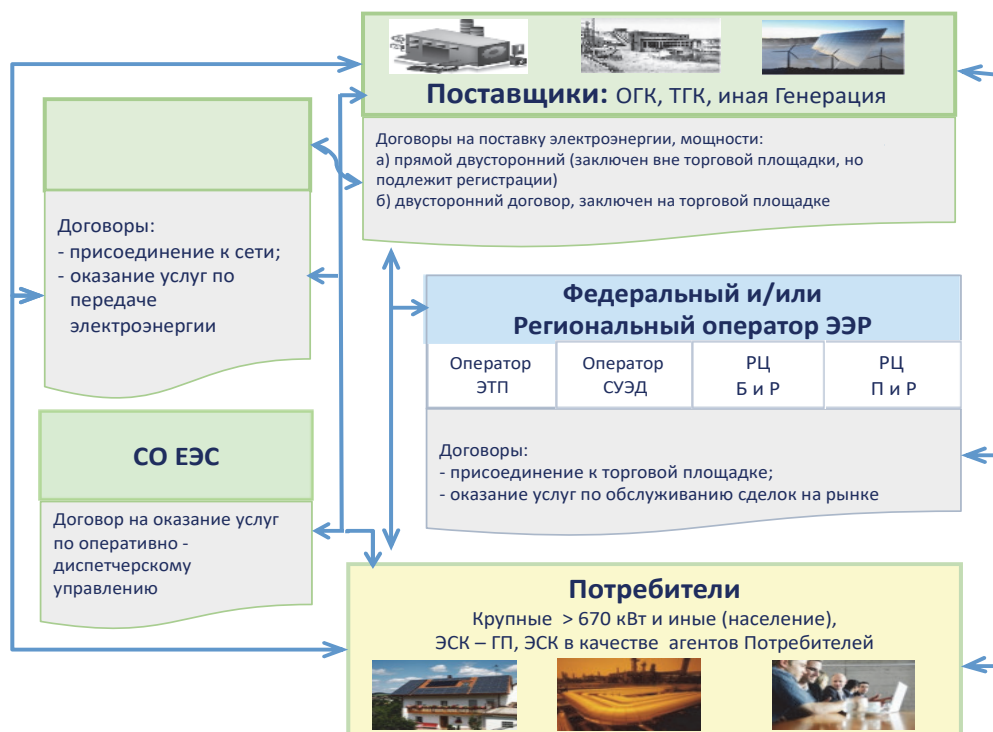 Поставщики: ОГК, ТГК, иная Генерация
Договоры на поставку электроэнергии, мощности:
а) прямой двусторонний (заключен вне торговой площадки, но
подлежит регистрации)
б) двусторонний договор, заключен на торговой площадке
Договоры:
- присоединение к сети;
- оказание услуг по
передаче
электроэнергии
Федеральный и/или
Региональный оператор ЭЭР
Оператор
ЭТП
Оператор
СУЭД
РЦ
Б и Р
РЦ
П и Р
Договоры:
- присоединение к торговой площадке;
- оказание услуг по обслуживанию сделок на рынке
СО ЕЭС
Договор на оказание услуг
по оперативно -
диспетчерскому
управлению
Потребители
Крупные > 670 кВт и иные (население),
ЭСК – ГП, ЭСК в качестве агентов Потребителей